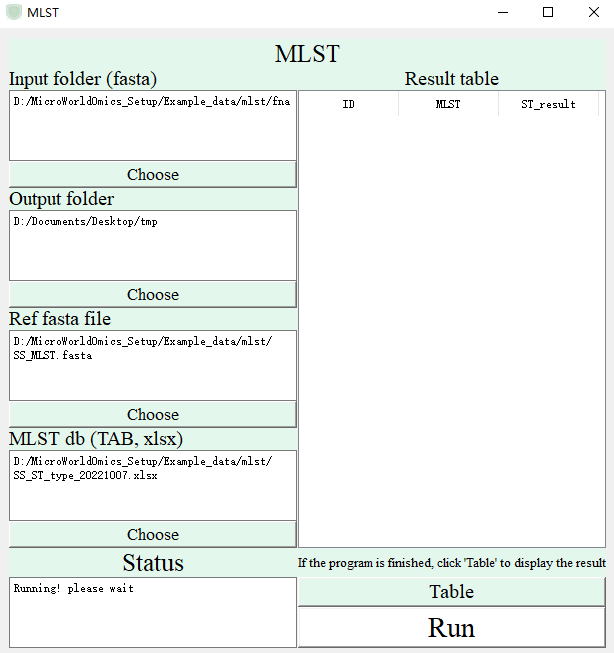 MLST
MLST
Input folder (fasta)
D:/MicroWorldOmics_Setup/Example_data/mlst/fna
Choose
Output folder
D:/Documents/Desktop/tmp
Choose
Ref fasta file
D:/MicroWorldOmics_Setup/Example_data/mlst/
SS_MLST.fasta
Choose
MLST db (TAB, xlsx)
D:/MicroWorldOmics_Setup/Example_data/mlst/
SS_ST_type_20221007.xlsx
Choose
Status
Running! please wait
Result table
ID MLST ST_result
If the program is finished, click 'Table' to display the result
Table
Run